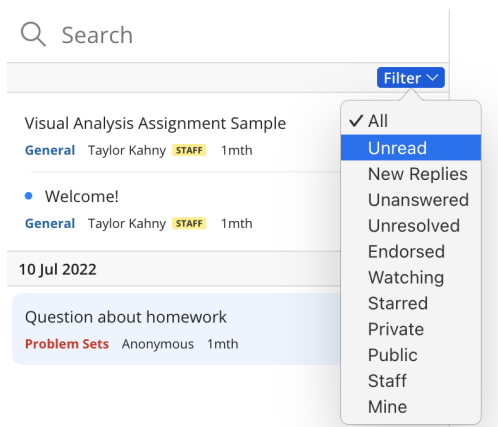 Search
Filter
Visual Analysis Assignment Sample
General Taylor Kahny STAFF 1mth
Welcome!
General Taylor Kahny STAFF 1mth
10 Jul 2022
Question about homework
Problem Sets Anonymous 1mth
✓ All
Unread
New Replies
Unanswered
Unresolved
Endorsed
Watching
Starred
Private
Public
Staff
Mine